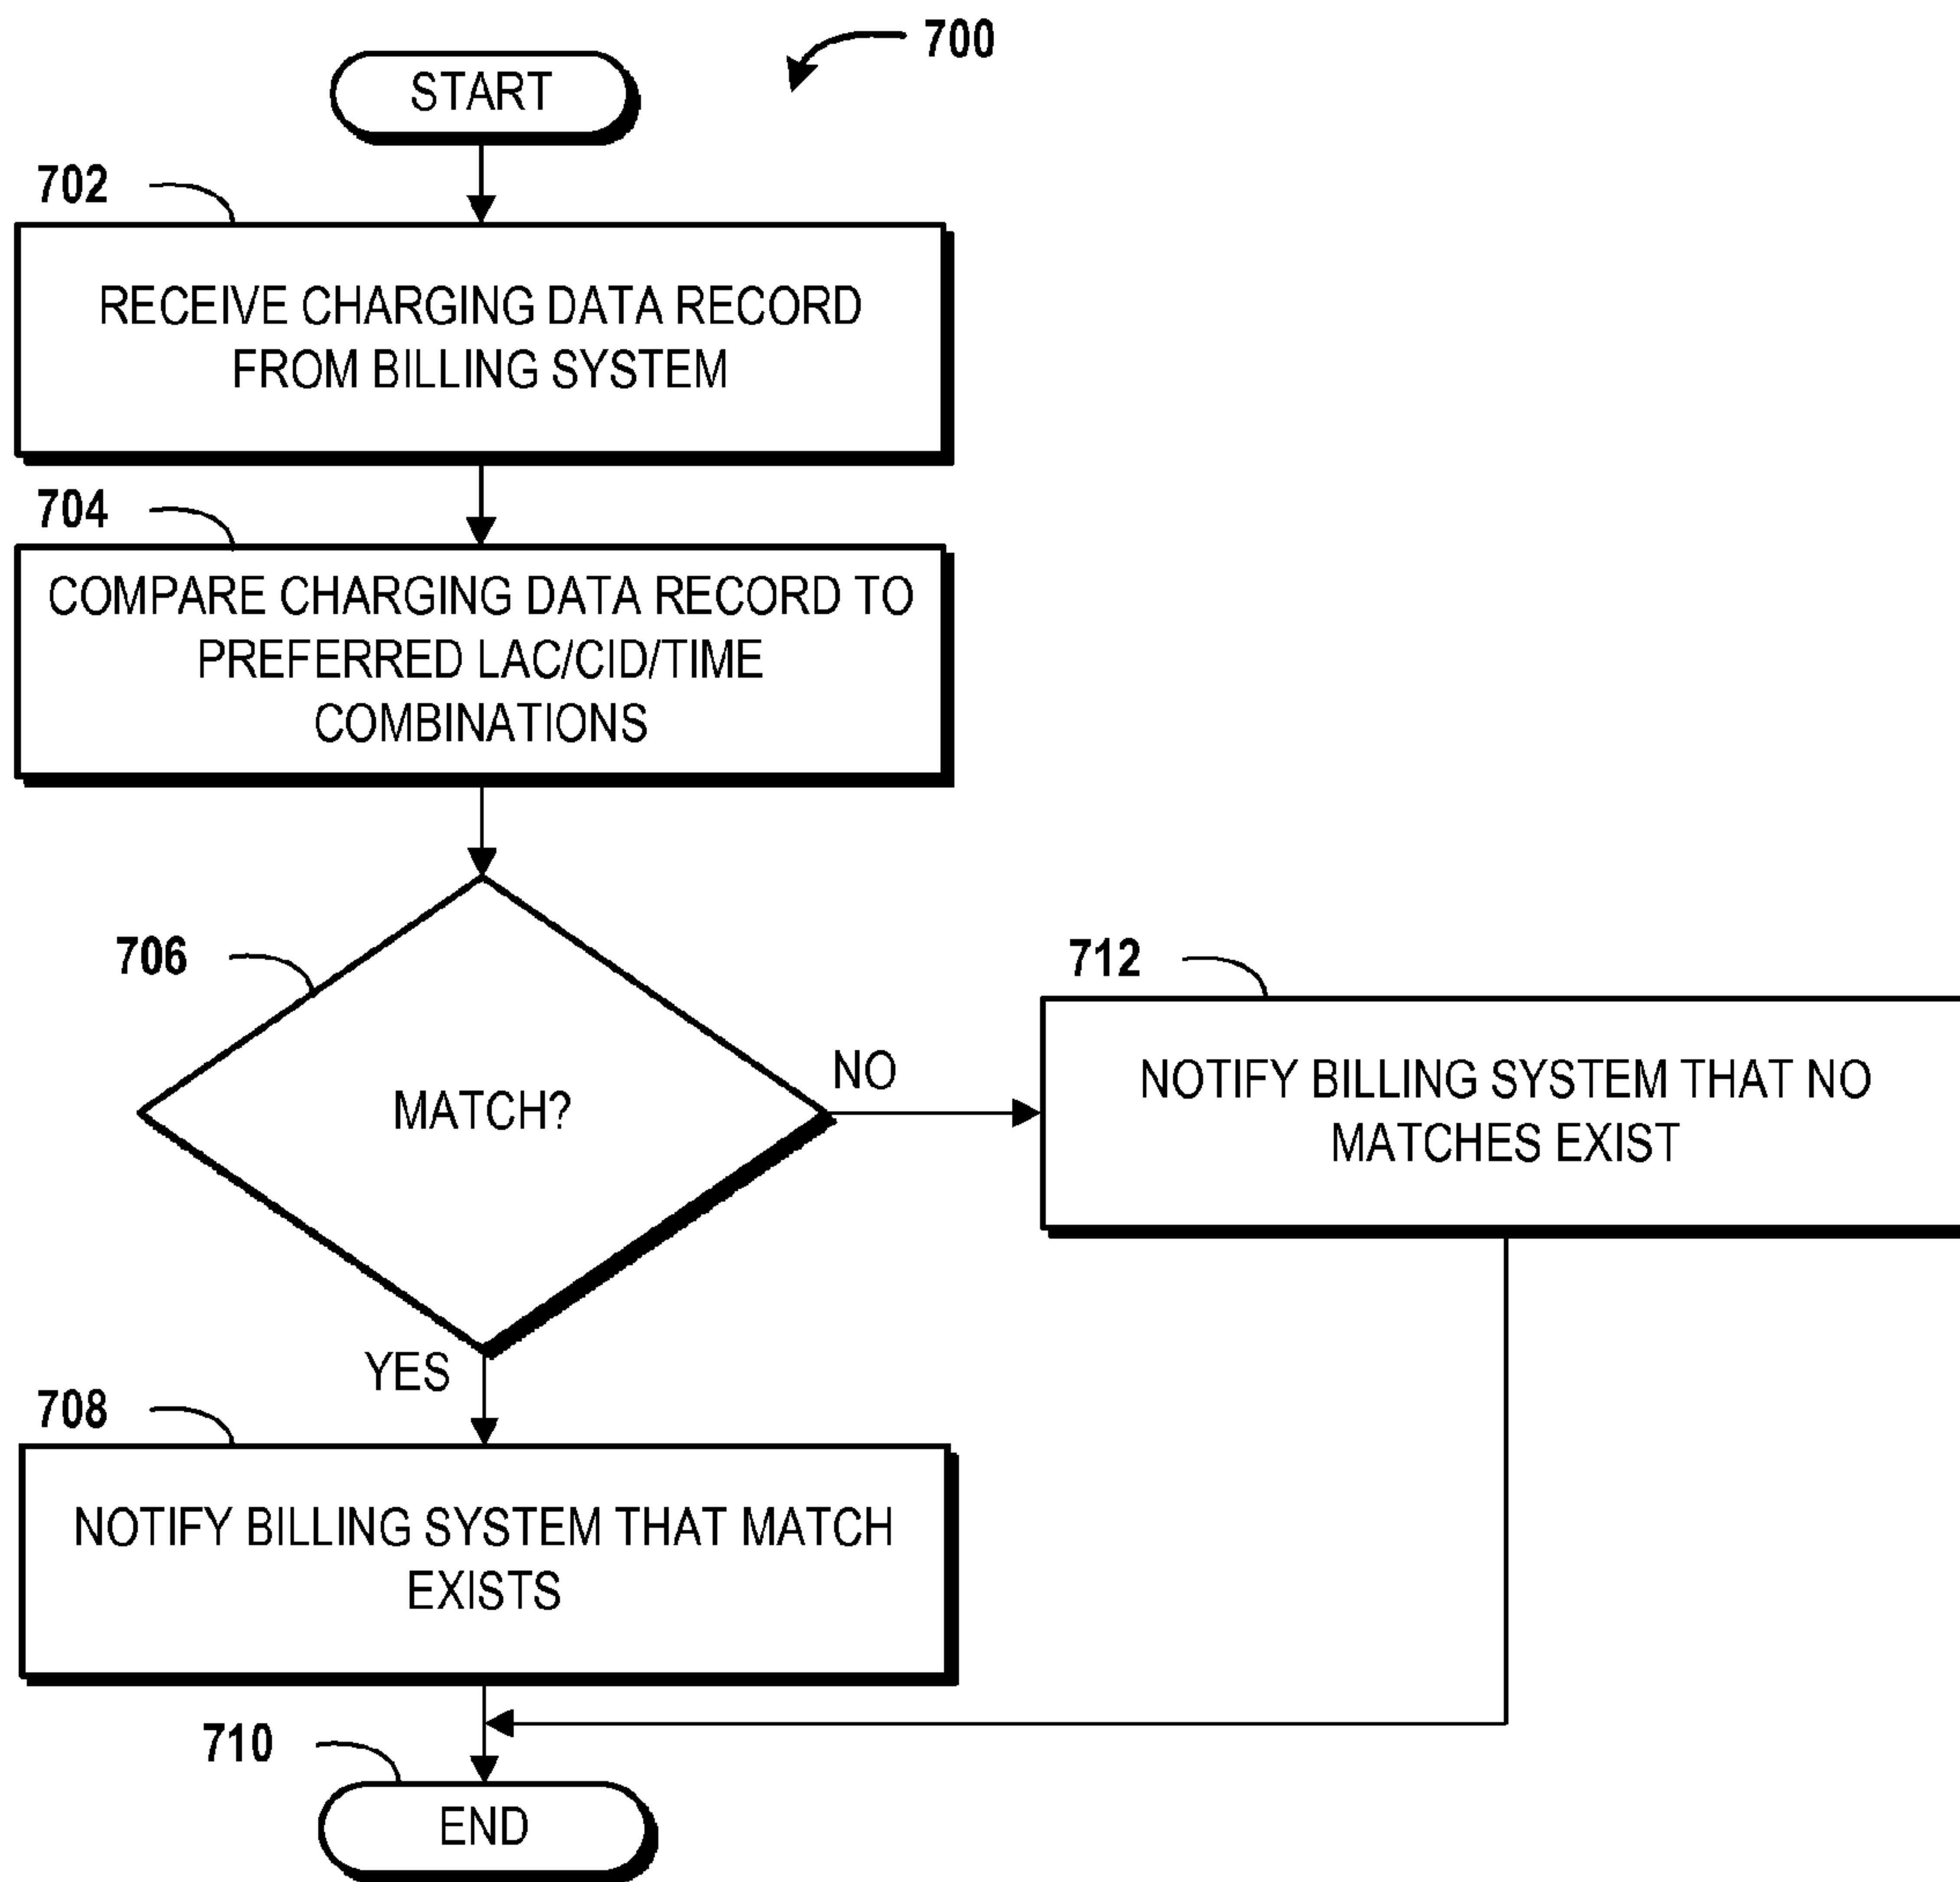 700
START
702
RECEIVE CHARGING DATA RECORD
FROM BILLING SYSTEM
704
COMPARE CHARGING DATA RECORD TO
PREFERRED LAC/CID/TIME
COMBINATIONS
706
MATCH?
NO
712
NOTIFY BILLING SYSTEM THAT NO
MATCHES EXIST
YES
708
NOTIFY BILLING SYSTEM THAT MATCH
EXISTS
710
END